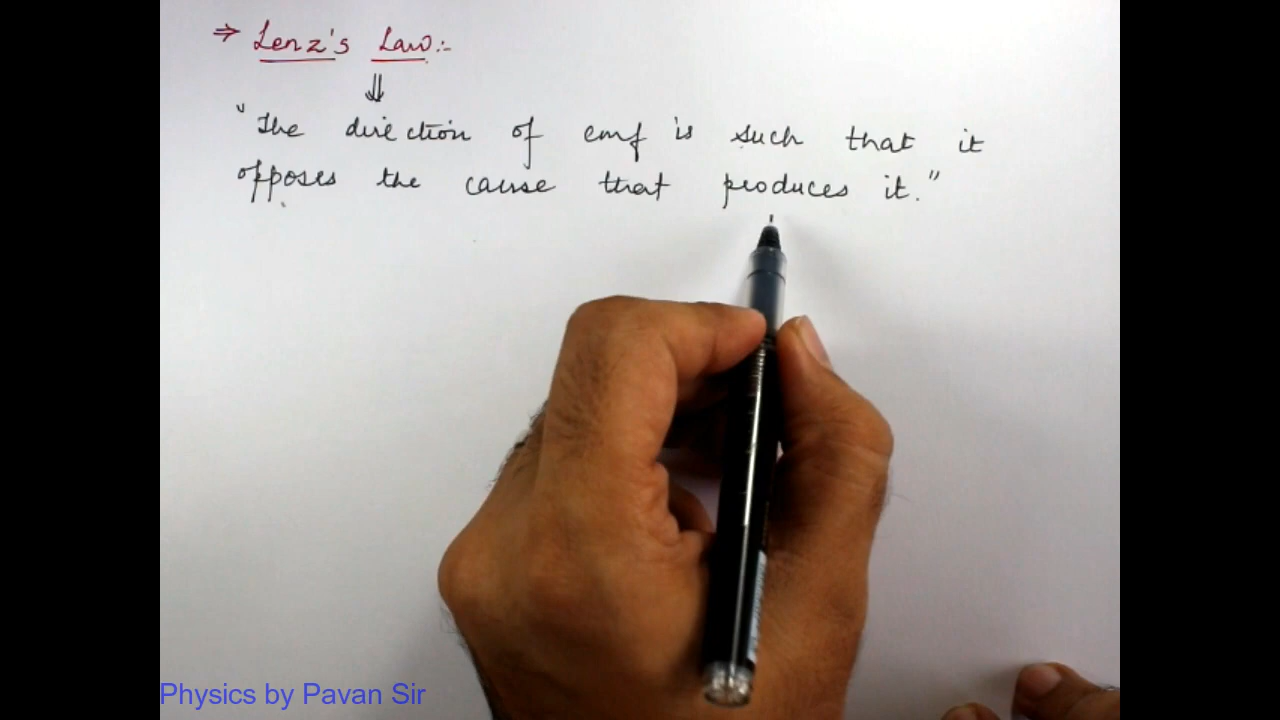 ⇒ Lenz's Law:-
⇓
"The direction of emf is such that it
opposes the cause that produces it."
Physics by Pavan Sir